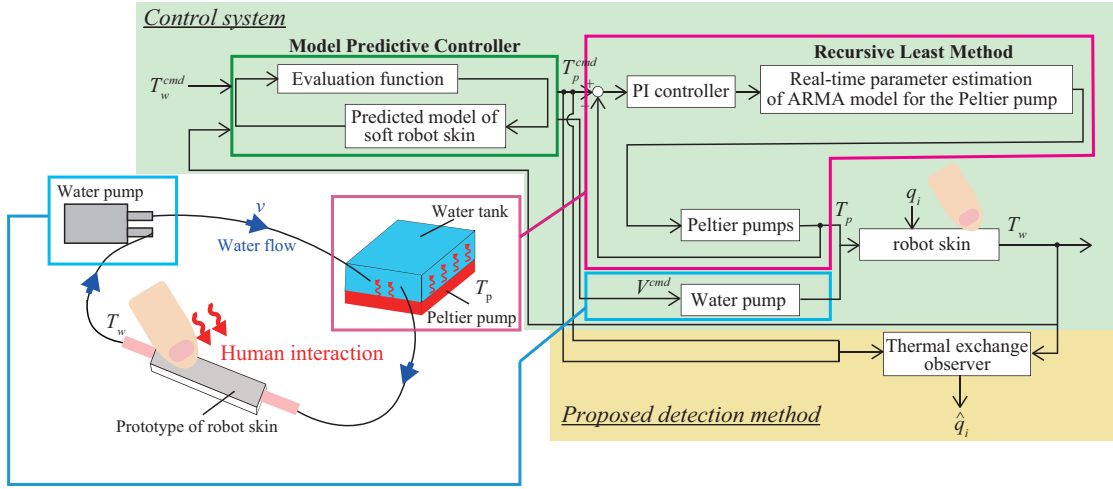 Control system
Model Predictive Controller
Recursive Least Method
T_w^{cmd}
Evaluation function
Predicted model of
soft robot skin
T_p^{cmd}
+
−
PI controller
Real-time parameter estimation
of ARMA model for the Peltier pump
Water pump
v
Water flow
Water tank
T_p
Peltier pump
Peltier pumps
T_p
q_i
robot skin
T_w
V^{cmd}
Water pump
T_w
Human interaction
Prototype of robot skin
Thermal exchange
observer
Proposed detection method
\hat{q}_i